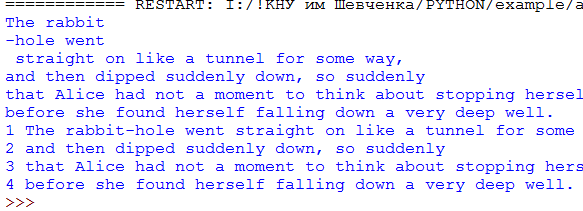 ============ RESTART: I:/!КНУ им Шевченка/PYTHON/example/a
The rabbit
-hole went
 straight on like a tunnel for some way,
and then dipped suddenly down, so suddenly
that Alice had not a moment to think about stopping hersel
before she found herself falling down a very deep well.
1 The rabbit-hole went straight on like a tunnel for some
2 and then dipped suddenly down, so suddenly
3 that Alice had not a moment to think about stopping hers
4 before she found herself falling down a very deep well.
>>>